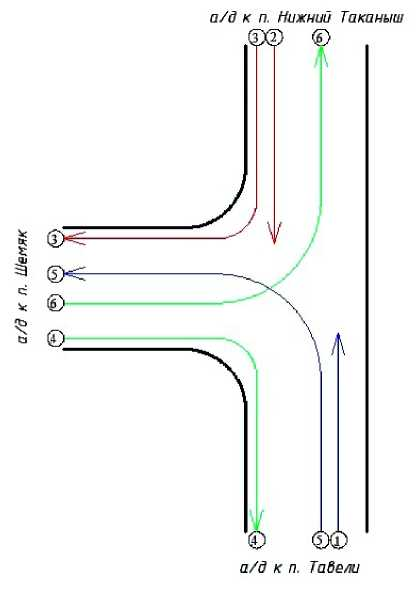 а/д к п. Нижний Таканыш
3 2 6
3
5
6
4
а/д к п. Шемяк
4 5 1
а/д к п. Тавели